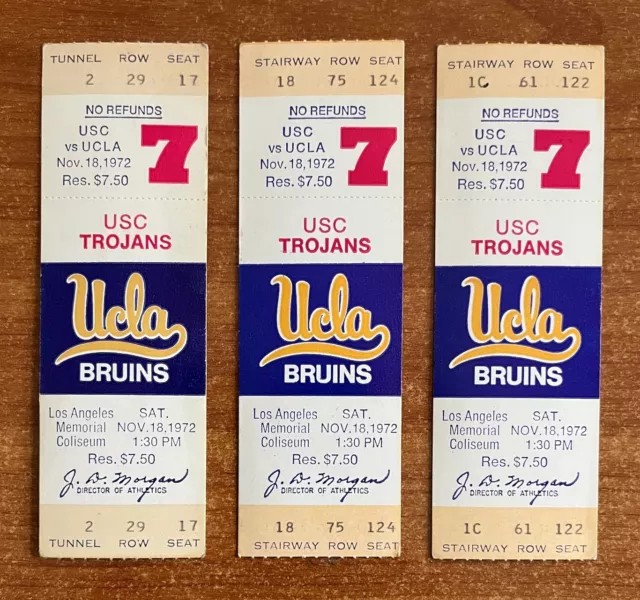 TUNNEL ROW SEAT
2 29 17
NO REFUNDS
USC
vs UCLA
Nov.18,1972
Res. $7.50
7
USC
TROJANS
Ucla
BRUINS
Los Angeles
Memorial
Coliseum
SAT.
NOV.18,1972
1:30 PM
Res. $7.50
J. D. Morgan
DIRECTOR OF ATHLETICS
2 29 17
TUNNEL ROW SEAT
STAIRWAY ROW SEAT
18 75 124
NO REFUNDS
USC
vs UCLA
Nov.18,1972
Res. $7.50
7
USC
TROJANS
Ucla
BRUINS
Los Angeles
Memorial
Coliseum
SAT.
NOV.18,1972
1:30 PM
Res. $7.50
J. D. Morgan
DIRECTOR OF ATHLETICS
18 75 124
STAIRWAY ROW SEAT
STAIRWAY ROW SEAT
1C 61 122
NO REFUNDS
USC
vs UCLA
Nov.18,1972
Res. $7.50
7
USC
TROJANS
Ucla
BRUINS
Los Angeles
Memorial
Coliseum
SAT.
NOV.18,1972
1:30 PM
Res. $7.50
J. D. Morgan
DIRECTOR OF ATHLETICS
1C 61 122
STAIRWAY ROW SEAT